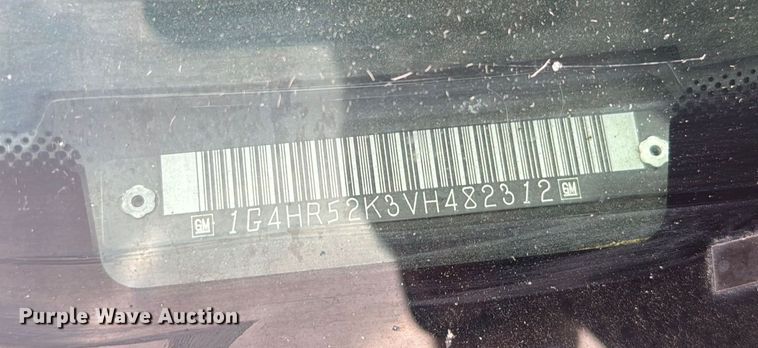 GM 1G4HR52K3VH482312 GM
Purple Wave Auction